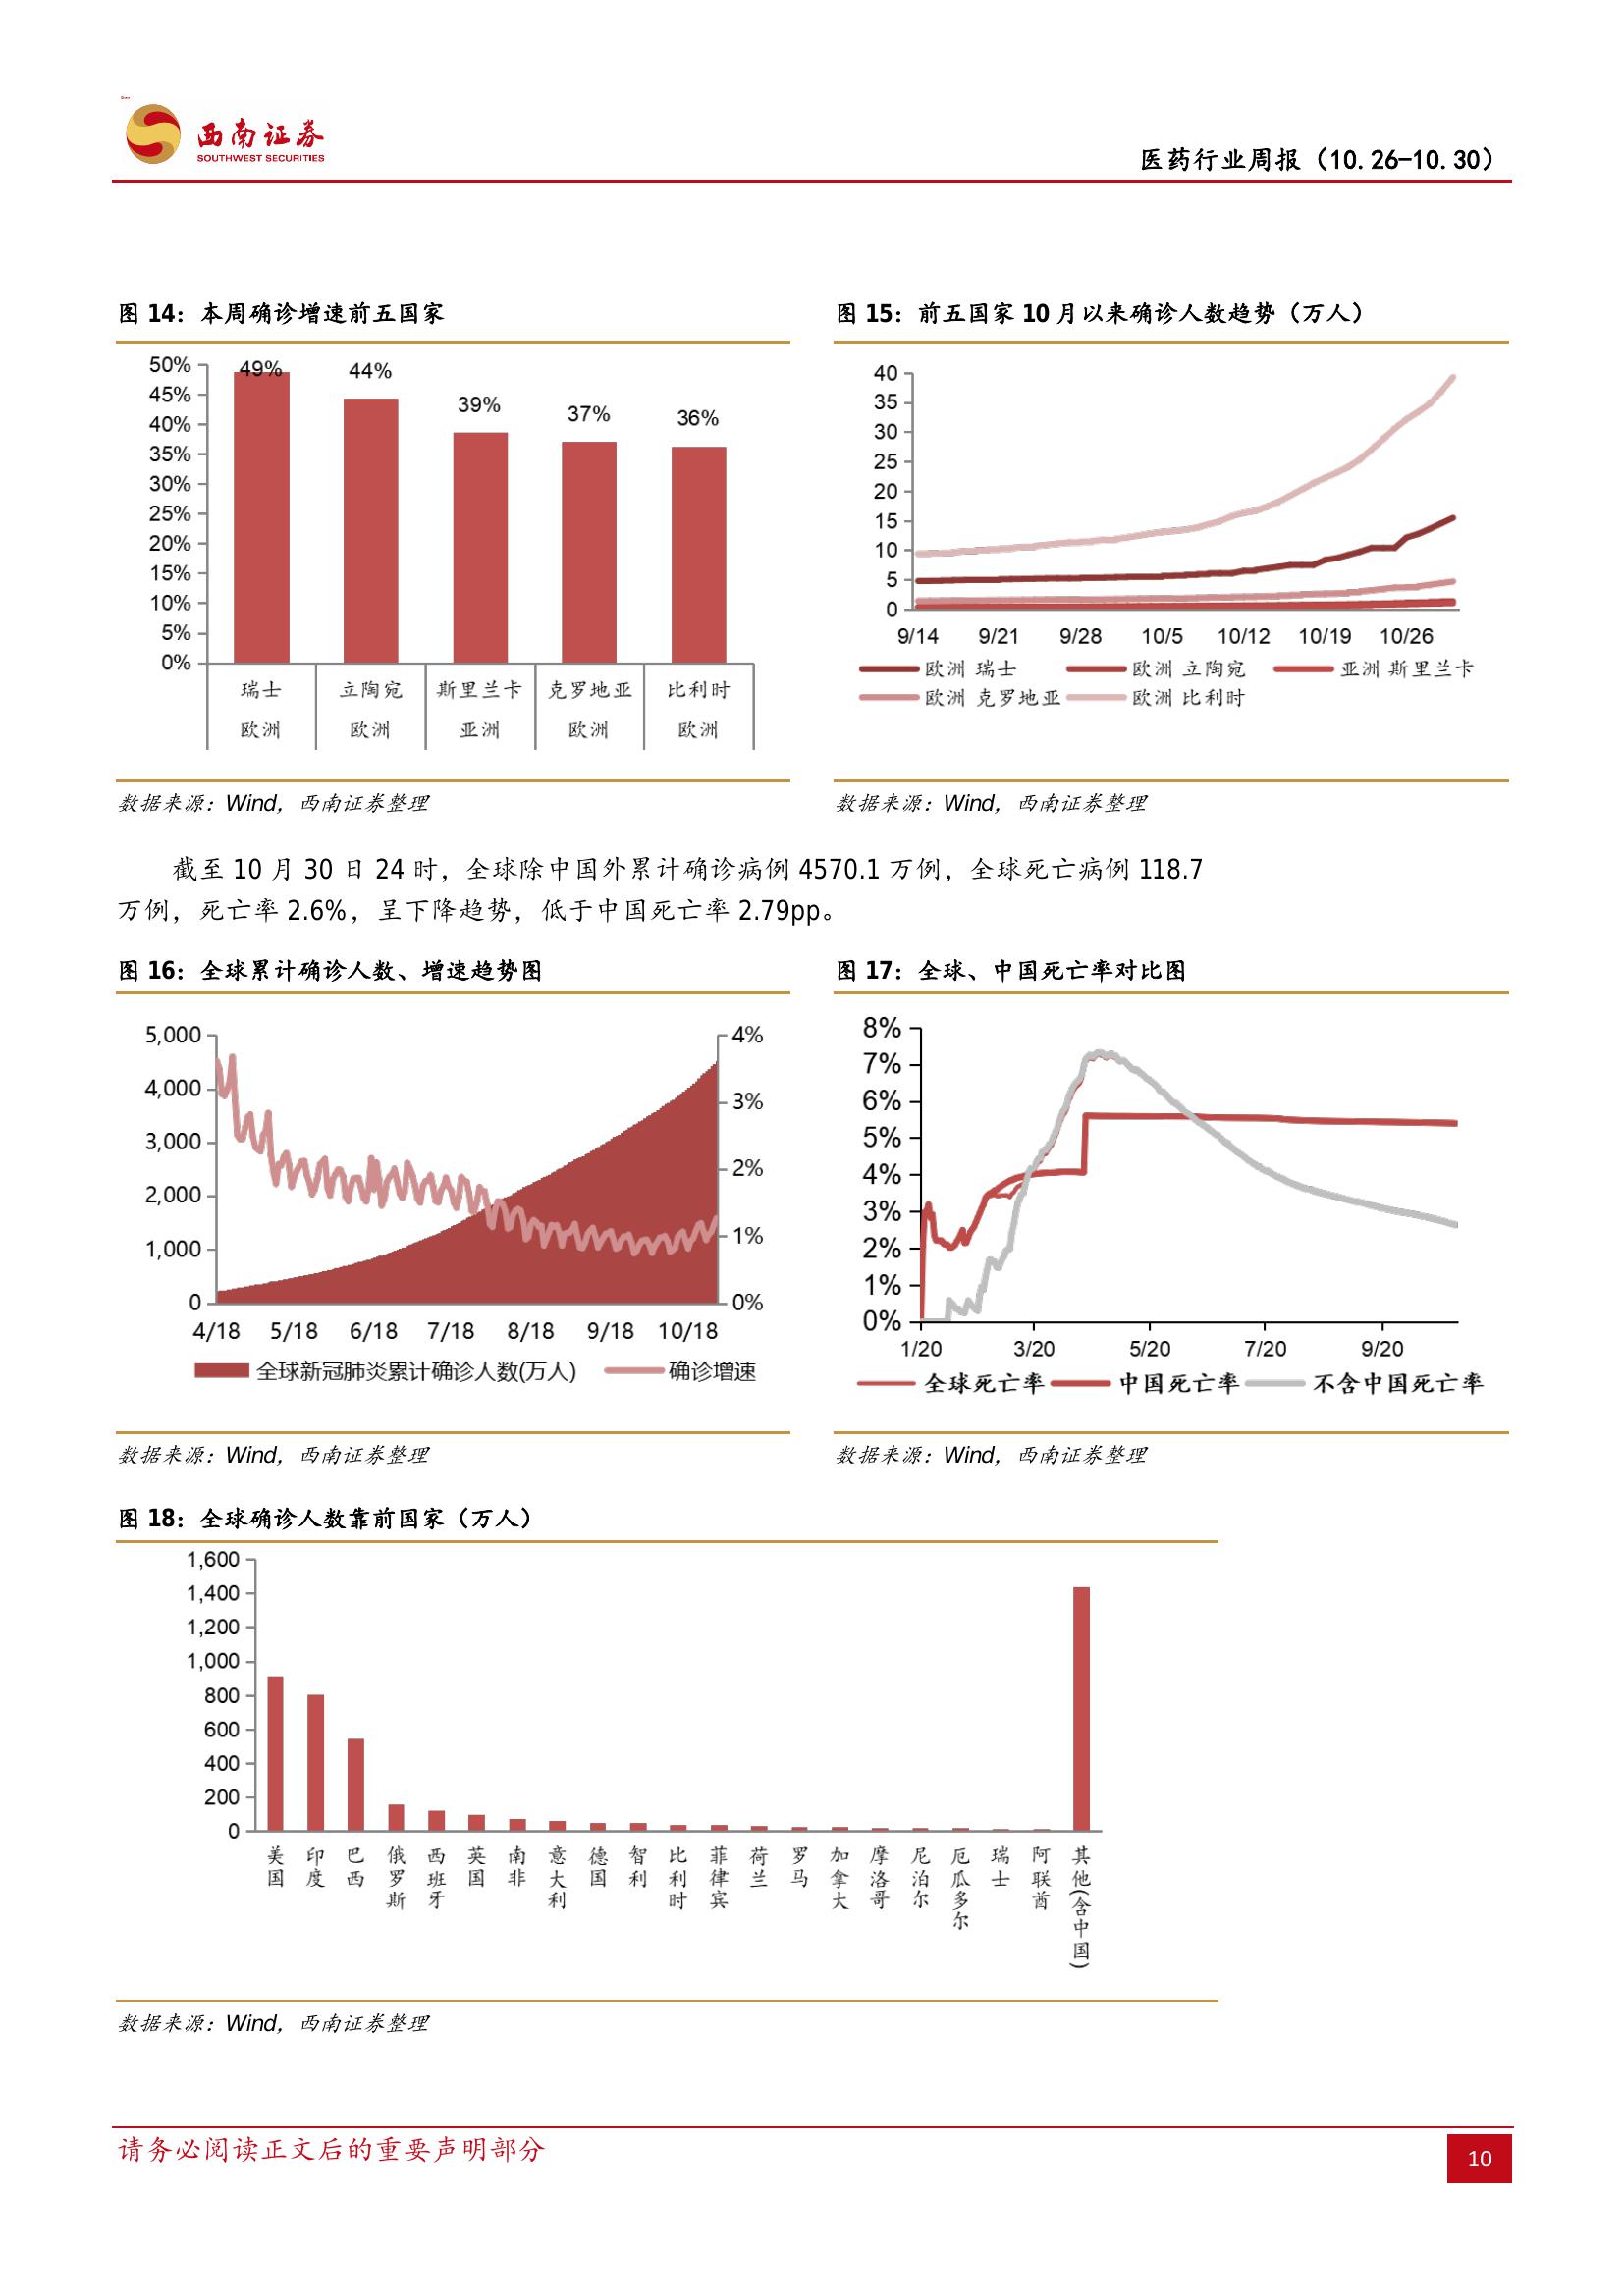 西南证券
SOUTHWEST SECURITIES
医药行业周报（10.26-10.30）
图 14：本周确诊增速前五国家
50%
45%
40%
35%
30%
25%
20%
15%
10%
5%
0%
49%
44%
39%
37%
36%
瑞士 立陶宛 斯里兰卡 克罗地亚 比利时
欧洲 欧洲 亚洲 欧洲 欧洲
数据来源：Wind，西南证券整理
图 15：前五国家 10 月以来确诊人数趋势（万人）
40
35
30
25
20
15
10
5
0
9/14 9/21 9/28 10/5 10/12 10/19 10/26
欧洲 瑞士 欧洲 立陶宛 亚洲 斯里兰卡
欧洲 克罗地亚 欧洲 比利时
数据来源：Wind，西南证券整理
截至 10 月 30 日 24 时，全球除中国外累计确诊病例 4570.1 万例，全球死亡病例 118.7
万例，死亡率 2.6%，呈下降趋势，低于中国死亡率 2.79pp。
图 16：全球累计确诊人数、增速趋势图
5,000
4,000
3,000
2,000
1,000
0
4%
3%
2%
1%
0%
4/18 5/18 6/18 7/18 8/18 9/18 10/18
全球新冠肺炎累计确诊人数(万人) 确诊增速
数据来源：Wind，西南证券整理
图 17：全球、中国死亡率对比图
8%
7%
6%
5%
4%
3%
2%
1%
0%
1/20 3/20 5/20 7/20 9/20
全球死亡率 中国死亡率 不含中国死亡率
数据来源：Wind，西南证券整理
图 18：全球确诊人数靠前国家（万人）
1,600
1,400
1,200
1,000
800
600
400
200
0
美国 印度 巴西 俄罗斯 西班牙 英国 南非 意大利 德国 智利 比利时 菲律宾 荷兰 罗马 加拿大 摩洛哥 尼泊尔 厄瓜多尔 瑞士 阿联酋 其他(含中国)
数据来源：Wind，西南证券整理
请务必阅读正文后的重要声明部分
10